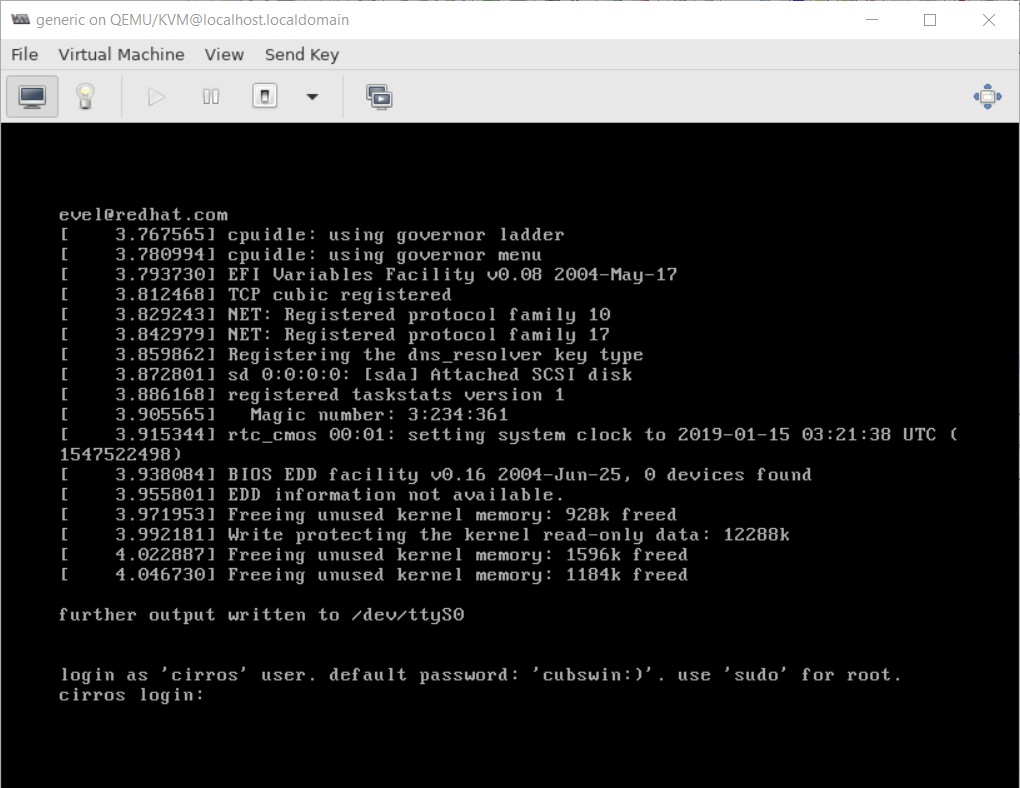 generic on QEMU/KVM@localhost.localdomain
File Virtual Machine View Send Key
evel@redhat.com
[    3.767565] cpuidle: using governor ladder
[    3.780994] cpuidle: using governor menu
[    3.793730] EFI Variables Facility v0.08 2004-May-17
[    3.812468] TCP cubic registered
[    3.829243] NET: Registered protocol family 10
[    3.842979] NET: Registered protocol family 17
[    3.859862] Registering the dns_resolver key type
[    3.872801] sd 0:0:0:0: [sda] Attached SCSI disk
[    3.886168] registered taskstats version 1
[    3.905565]   Magic number: 3:234:361
[    3.915344] rtc_cmos 00:01: setting system clock to 2019-01-15 03:21:38 UTC (
1547522498)
[    3.938084] BIOS EDD facility v0.16 2004-Jun-25, 0 devices found
[    3.955801] EDD information not available.
[    3.971953] Freeing unused kernel memory: 928k freed
[    3.992181] Write protecting the kernel read-only data: 12288k
[    4.022887] Freeing unused kernel memory: 1596k freed
[    4.046730] Freeing unused kernel memory: 1184k freed
further output written to /dev/ttyS0
login as 'cirros' user. default password: 'cubswin:)'. use 'sudo' for root.
cirros login: